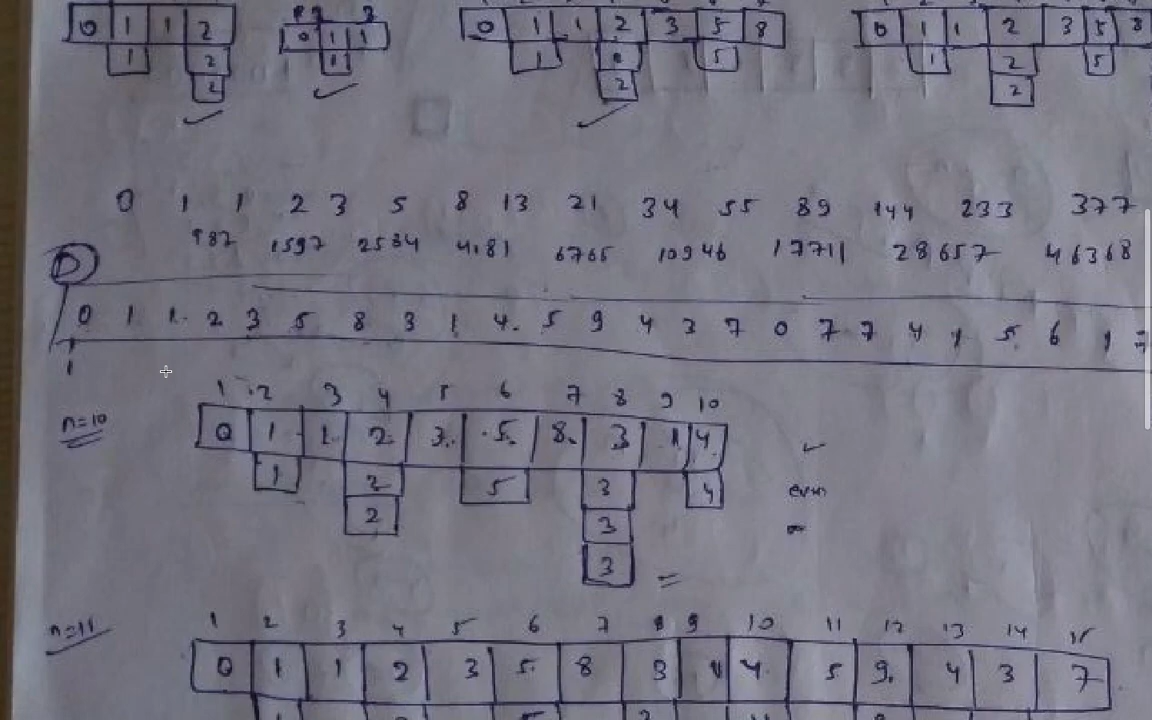 0 1 1 2 0 1 1 0 1 1 2 3 5 8 0 1 1 2 3 5 8
1 2 1 1 5 1 2 5
2 2 2
0 1 1 2 3 5 8 13 21 34 55 89 144 233 377
987 1597 2584 4181 6765 10946 17711 28657 46368
D
0 1 1 2 3 5 8 3 1 4 5 9 4 3 7 0 7 7 4 1 5 6 1
1
1 2 3 4 5 6 7 8 9 10
n=10 0 1 1 2 3 5 8 3 1 4
1 2 5 3 4 even
2 3
3
1 2 3 4 5 6 7 8 9 10 11 12 13 14 15
n=11 0 1 1 2 3 5 8 3 1 4 5 9 4 3 7